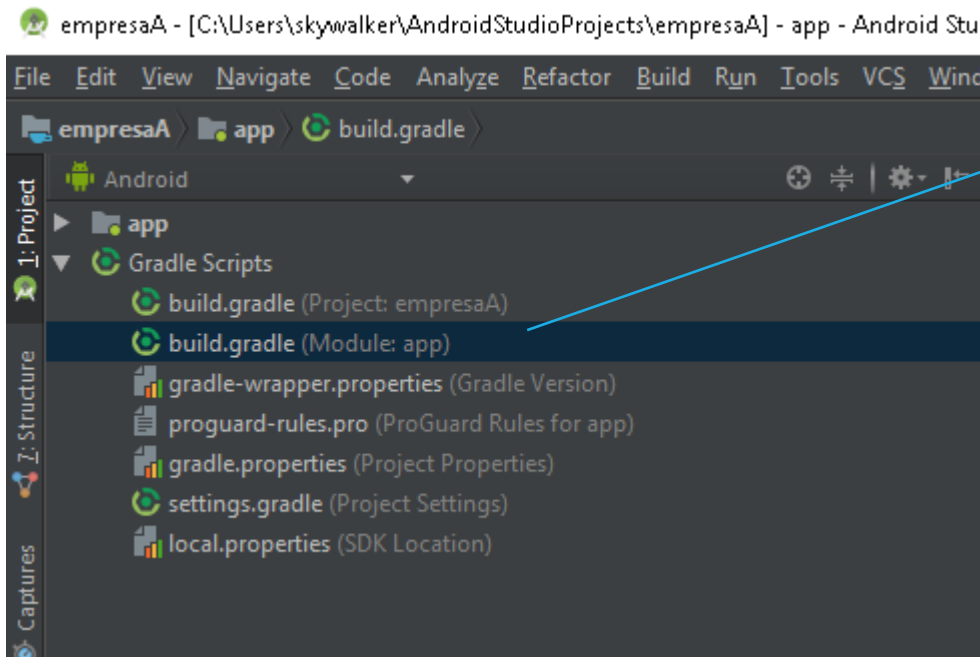 empresaA - [C:\Users\skywalker\AndroidStudioProjects\empresaA] - app - Android Stu
File Edit View Navigate Code Analyze Refactor Build Run Tools VCS Wind
empresaA app build.gradle
Android
1: Project
app
Gradle Scripts
build.gradle (Project: empresaA)
build.gradle (Module: app)
gradle-wrapper.properties (Gradle Version)
proguard-rules.pro (ProGuard Rules for app)
gradle.properties (Project Properties)
settings.gradle (Project Settings)
local.properties (SDK Location)
7: Structure
Captures